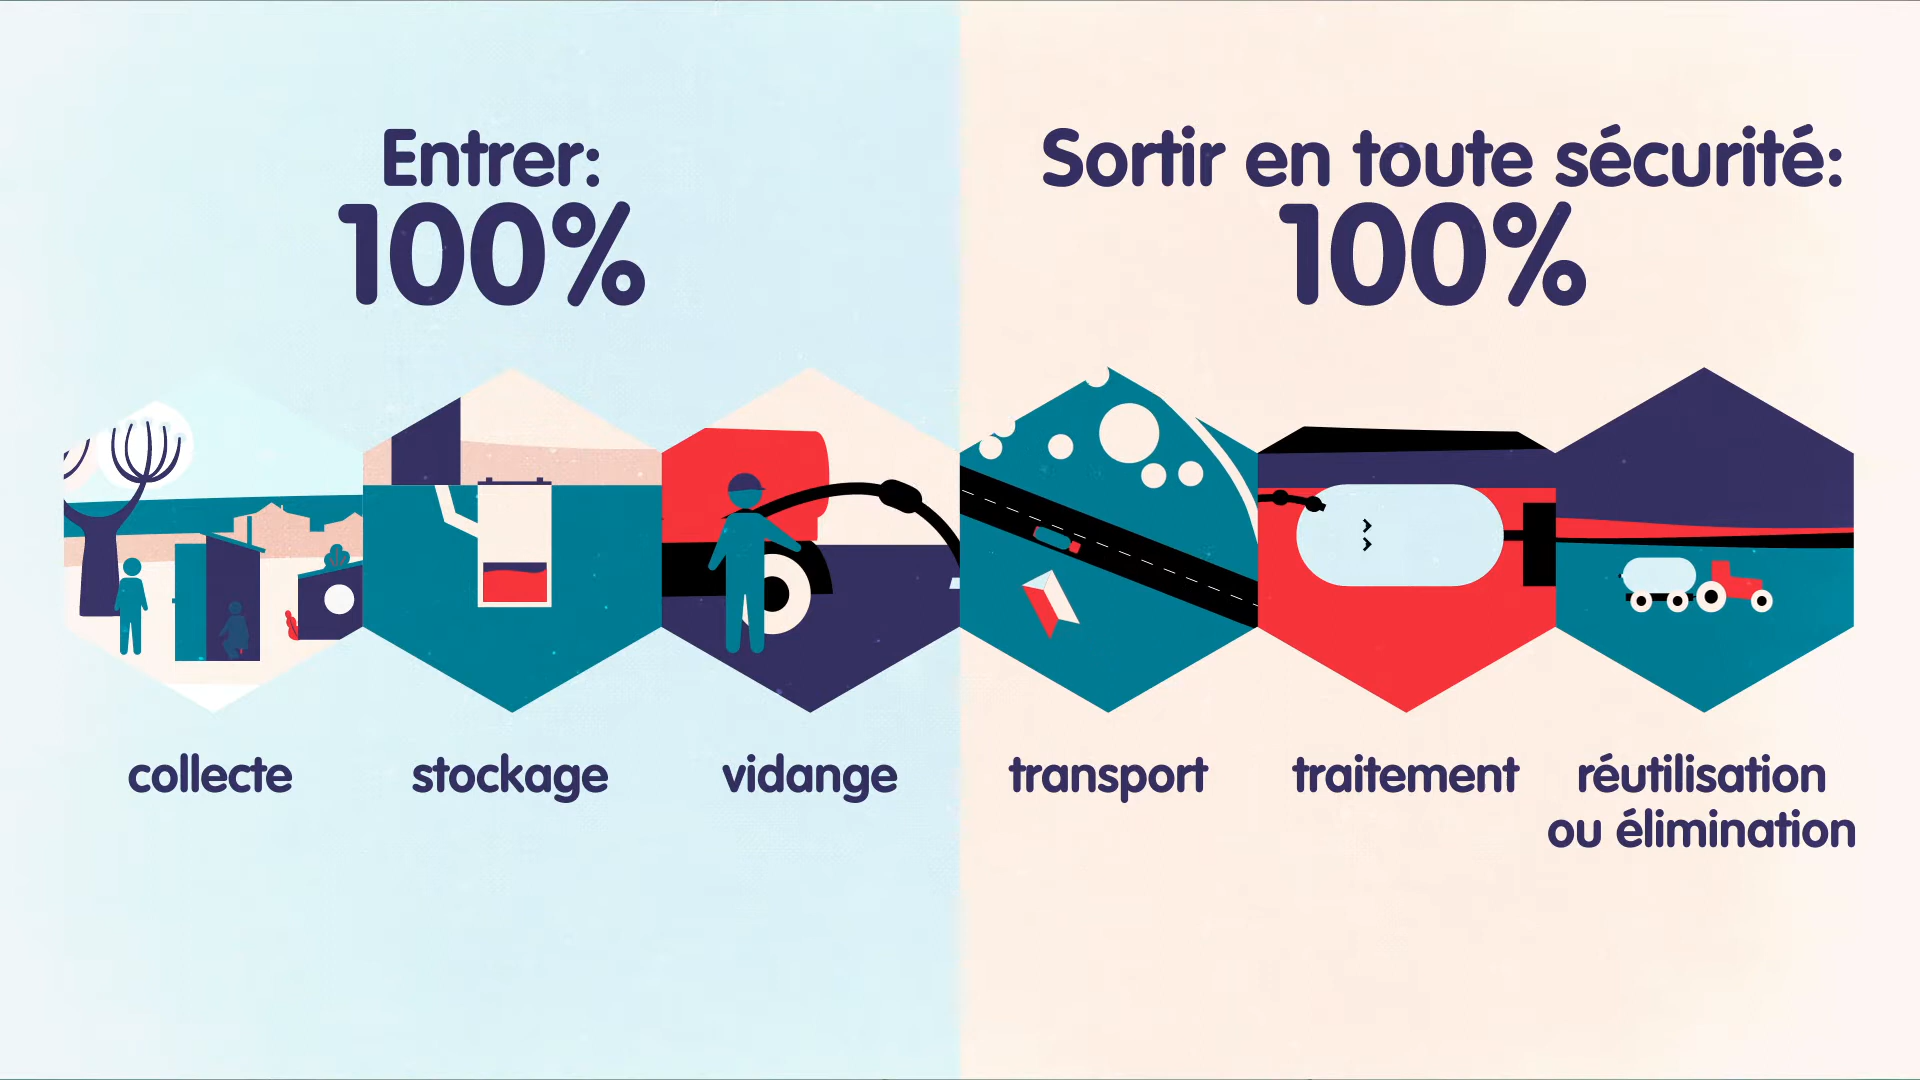 Entrer:
100%
Sortir en toute sécurité:
100%
collecte
stockage
vidange
transport
traitement
réutilisation
ou élimination